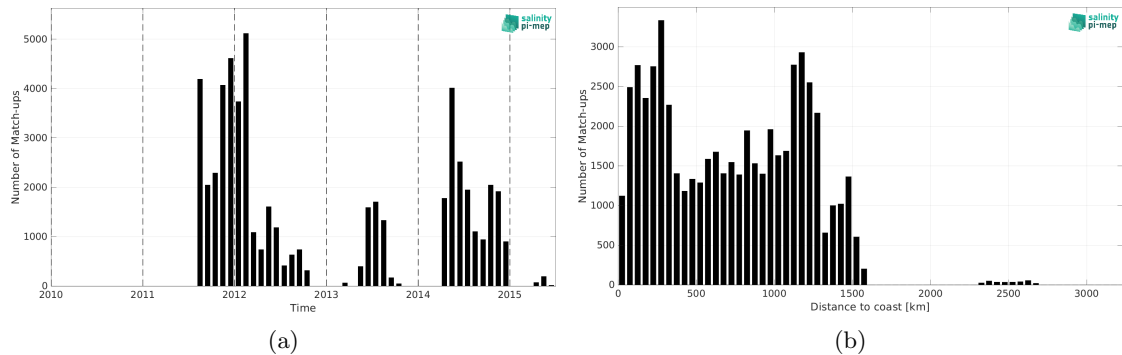 salinity
pi-mep
5000
4000
3000
2000
1000
0
Number of Match-ups
2010
2011
2012
2013
2014
2015
Time
(a)
salinity
pi-mep
3000
2500
2000
1500
1000
500
0
Number of Match-ups
0
500
1000
1500
2000
2500
3000
Distance to coast [km]
(b)